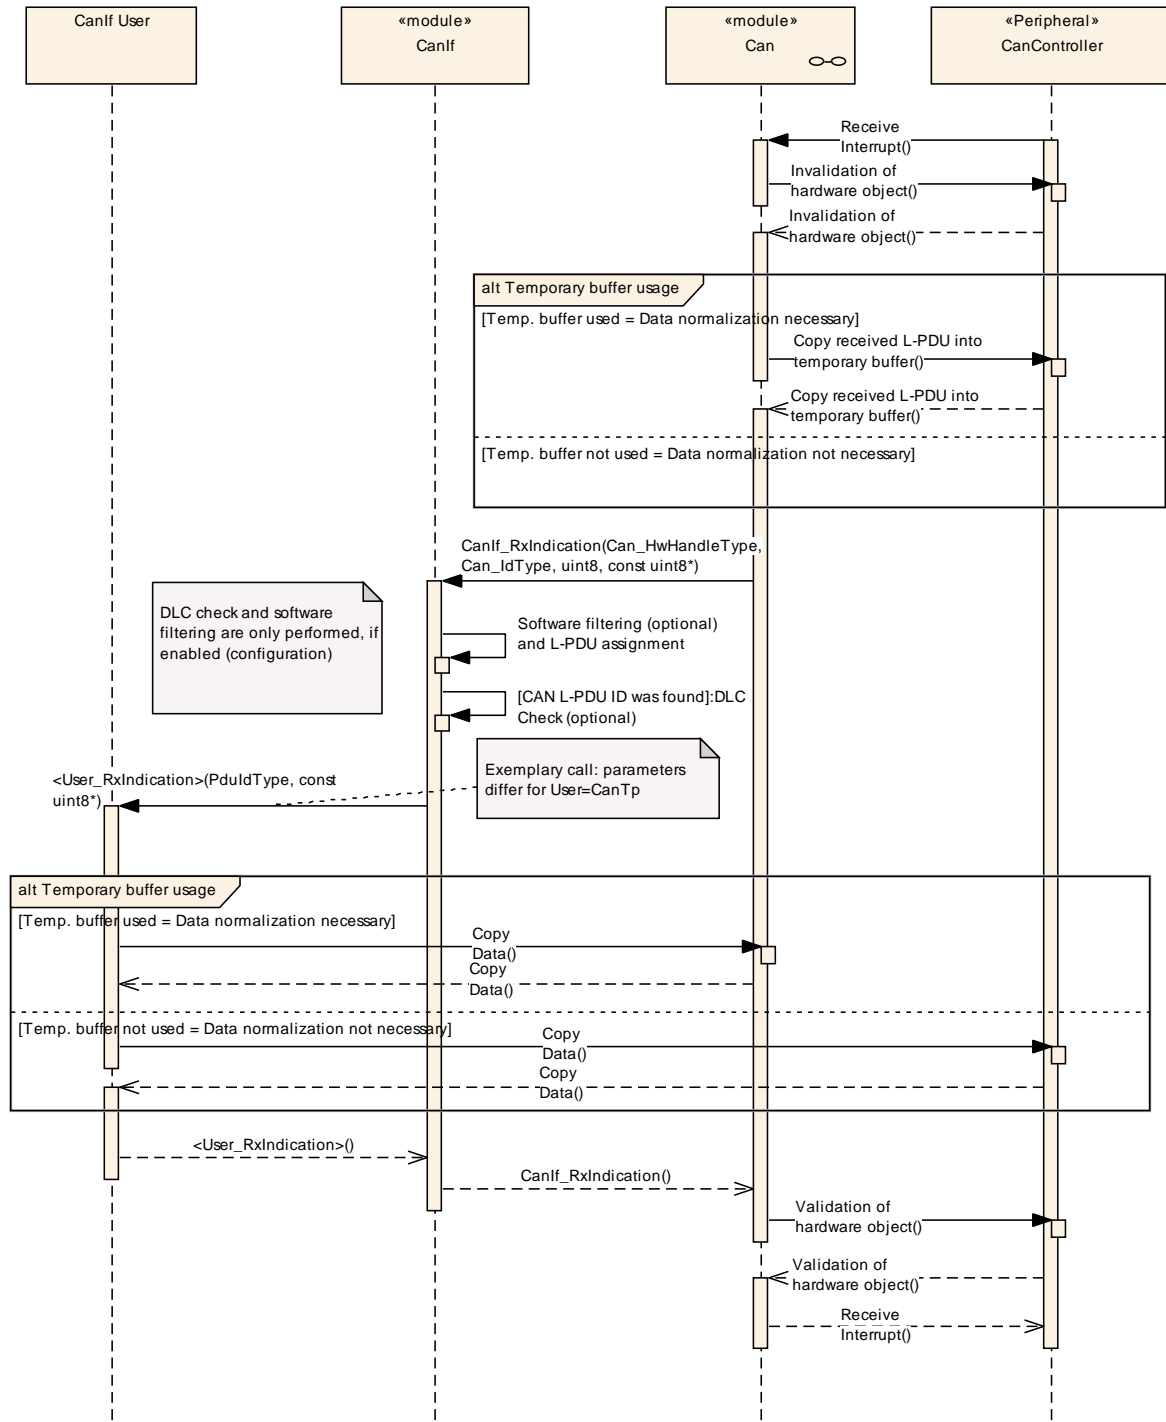 CanIf User
«module»
CanIf
«module»
Can
«Peripheral»
CanController
Receive
Interrupt()
Invalidation of
hardware object()
Invalidation of
hardware object()
alt Temporary buffer usage
[Temp. buffer used = Data normalization necessary]
Copy received L-PDU into
temporary buffer()
Copy received L-PDU into
temporary buffer()
[Temp. buffer not used = Data normalization not necessary]
CanIf_RxIndication(Can_HwHandleType,
Can_IdType, uint8, const uint8*)
DLC check and software
filtering are only performed, if
enabled (configuration)
Software filtering (optional)
and L-PDU assignment
[CAN L-PDU ID was found]:DLC
Check (optional)
<User_RxIndication>(PduIdType, const
uint8*)
Exemplary call: parameters
differ for User=CanTp
alt Temporary buffer usage
[Temp. buffer used = Data normalization necessary]
Copy
Data()
Copy
Data()
[Temp. buffer not used = Data normalization not necessary]
Copy
Data()
Copy
Data()
<User_RxIndication>()
CanIf_RxIndication()
Validation of
hardware object()
Validation of
hardware object()
Receive
Interrupt()